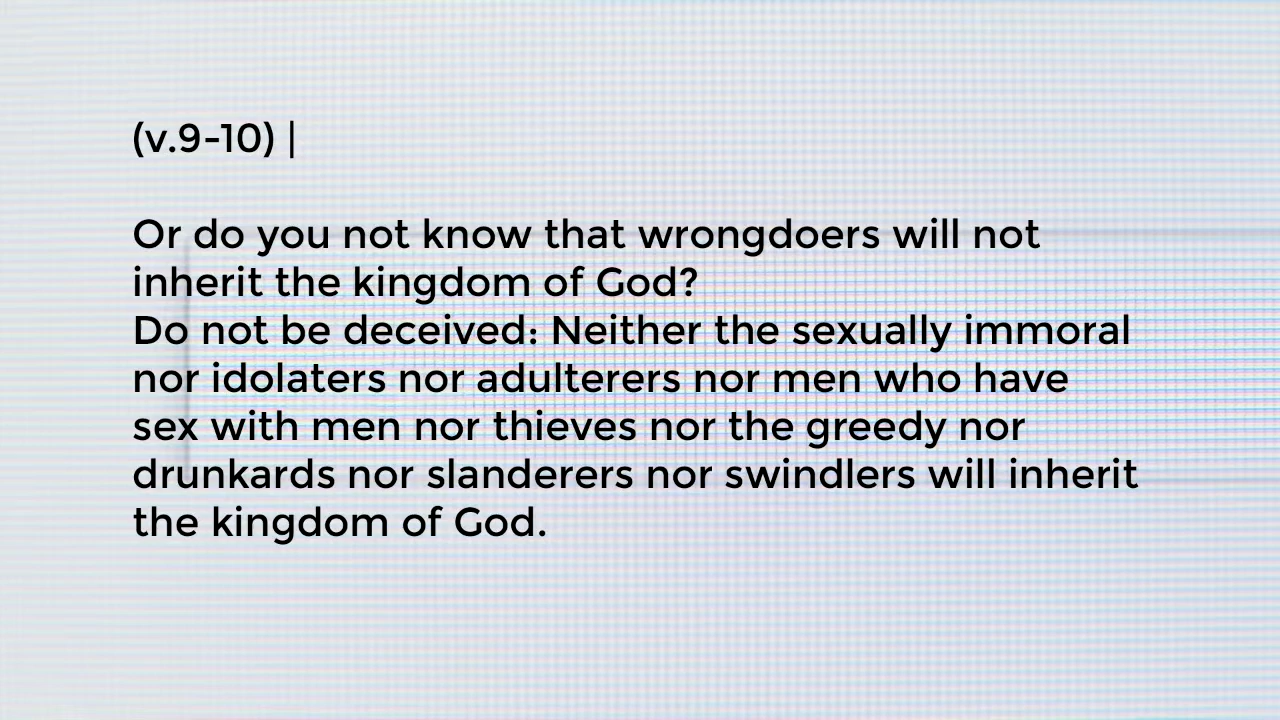 (v.9-10) |
Or do you not know that wrongdoers will not
inherit the kingdom of God?
Do not be deceived: Neither the sexually immoral
nor idolaters nor adulterers nor men who have
sex with men nor thieves nor the greedy nor
drunkards nor slanderers nor swindlers will inherit
the kingdom of God.